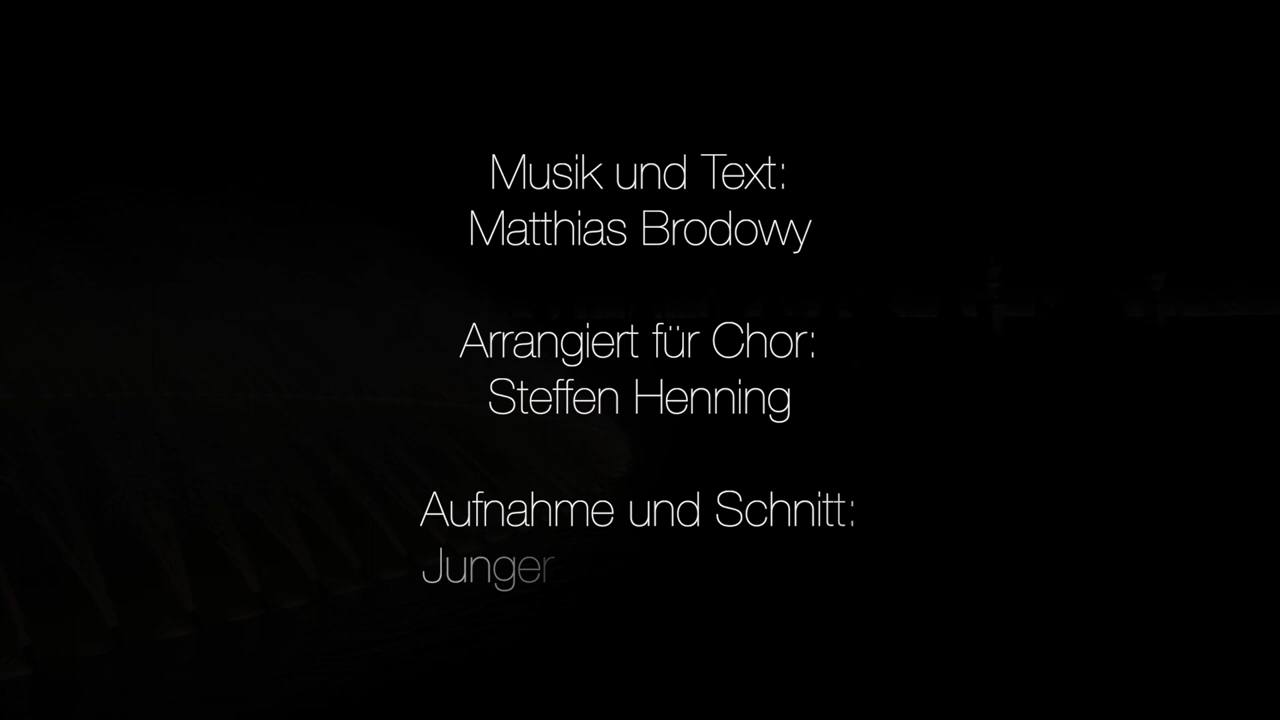 Musik und Text:
Matthias Brodowy
Arrangiert für Chor:
Steffen Henning
Aufnahme und Schnitt:
Junger